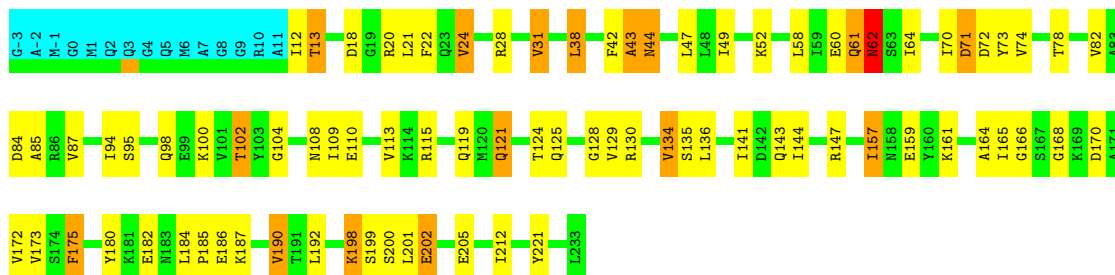 G-3 A-2 M-1 G0 M1 Q2 Q3 G4 Q5 M6 A7 G8 G9 R10 A11 I12 T13 D18 G19 R20 L21 F22 Q23 V24 R28 V31 L38 F42 A43 N44 L47 L48 I49 K52 L58 I59 E60 Q61 N62 S63 I64 I70 D71 D72 Y73 V74 T78 V82 A83
D84 A85 R86 V87 I94 S95 Q98 E99 K100 V101 T102 Y103 G104 N108 I109 E110 V113 K114 R115 Q119 M120 Q121 T124 Q125 G128 V129 R130 V134 S135 L136 I141 D142 Q143 I144 R147 I157 N158 E159 Y160 K161 A164 I165 G166 S167 G168 K169 D170 A171
V172 V173 S174 F175 Y180 K181 E182 N183 L184 P185 E186 K187 V190 T191 L192 K198 S199 S200 L201 E202 E205 I212 Y221 L233